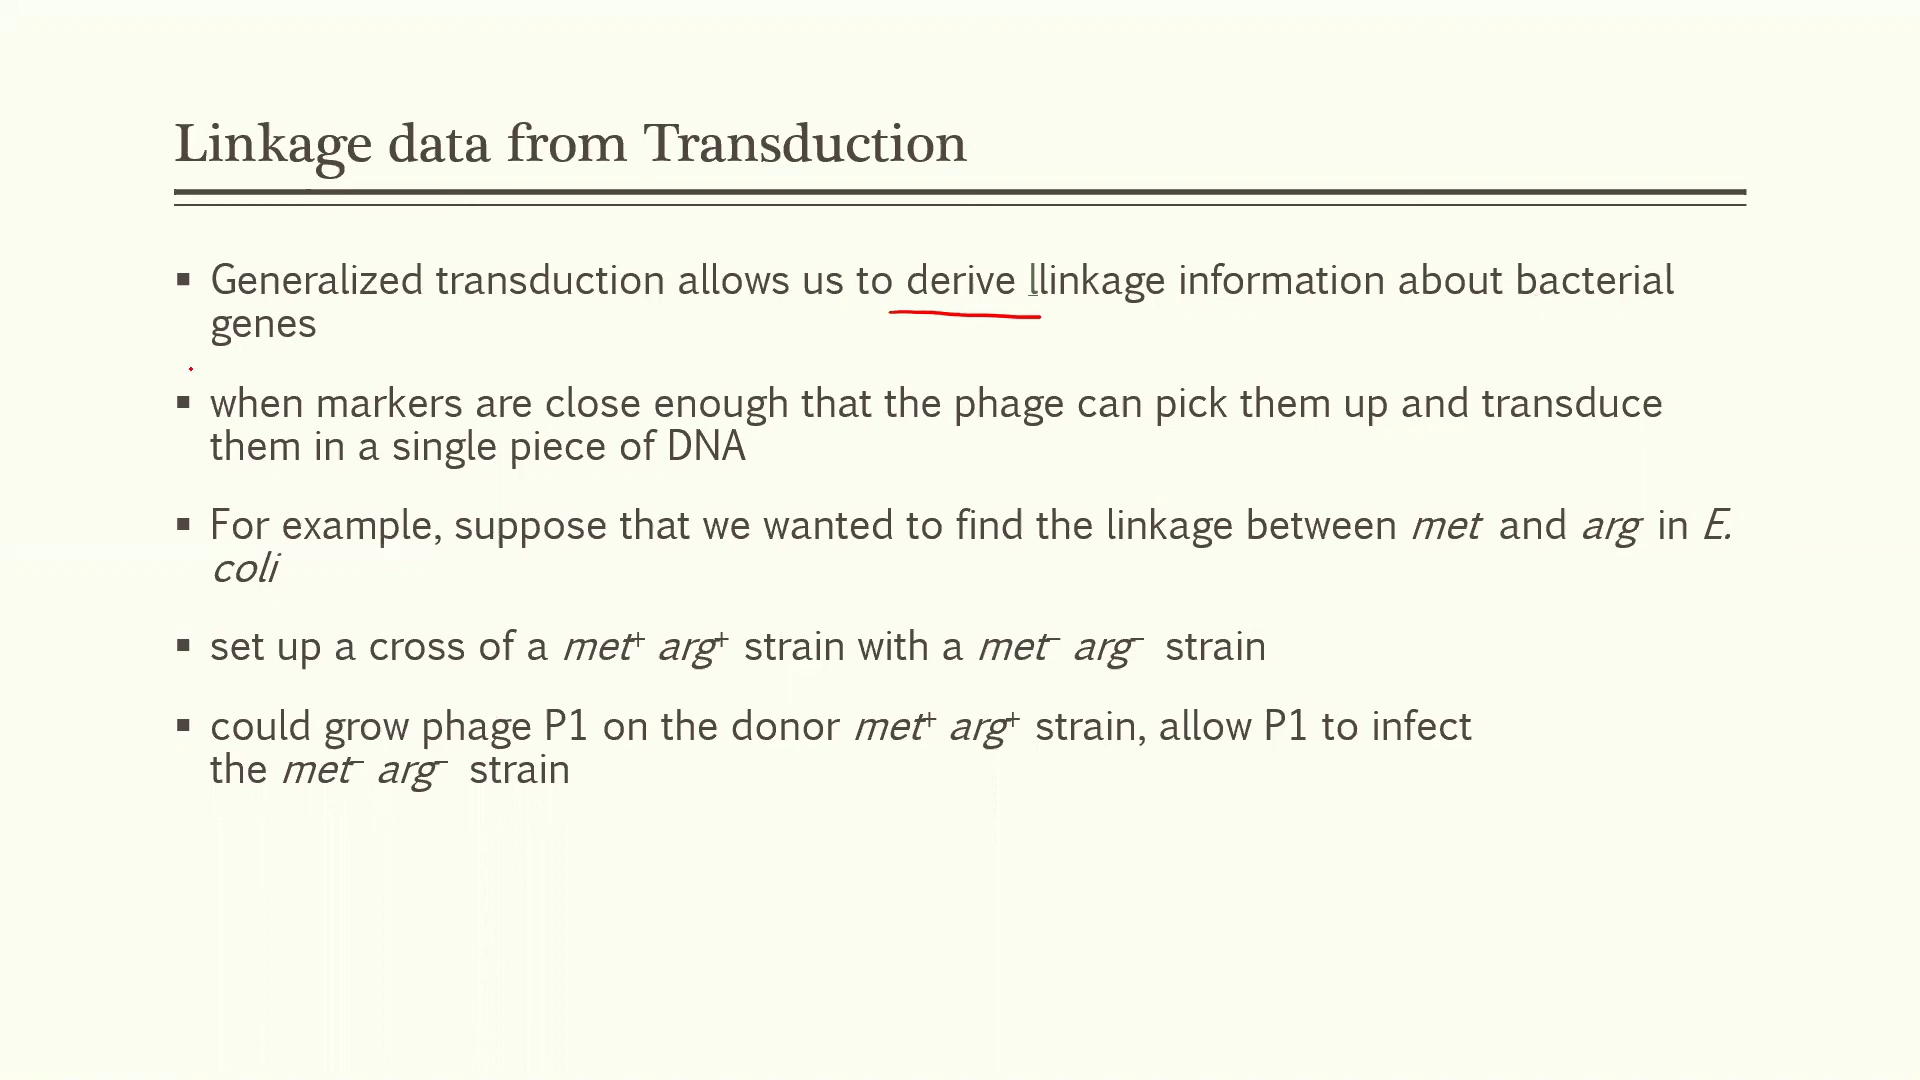 Linkage data from Transduction
▪ Generalized transduction allows us to derive llinkage information about bacterial
genes
▪ when markers are close enough that the phage can pick them up and transduce
them in a single piece of DNA
▪ For example, suppose that we wanted to find the linkage between met and arg in E.
coli
▪ set up a cross of a met⁺ arg⁺ strain with a met⁻ arg⁻ strain
▪ could grow phage P1 on the donor met⁺ arg⁺ strain, allow P1 to infect
the met⁻ arg⁻ strain